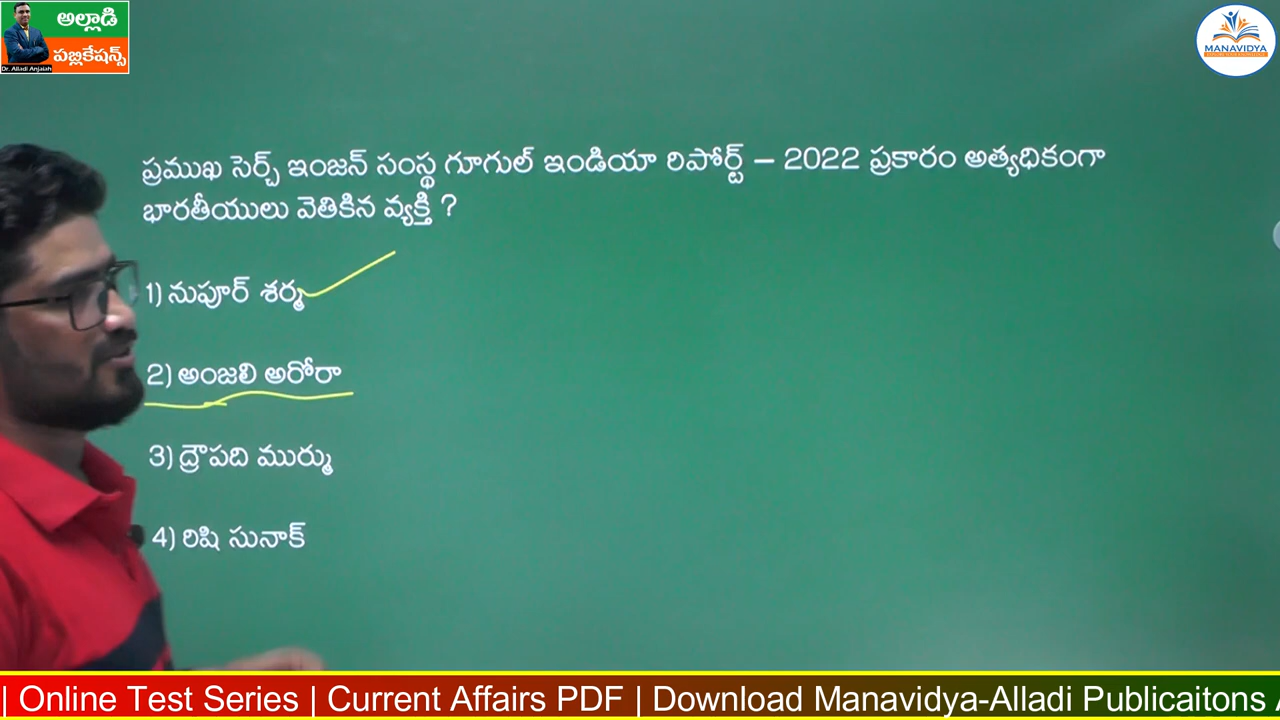 అల్లాడి
పబ్లికేషన్స్
Dr. Alladi Anjaiah
MANAVIDYA
ప్రముఖ సెర్చ్ ఇంజన్ సంస్థ గూగుల్ ఇండియా రిపోర్ట్ – 2022 ప్రకారం అత్యధికంగా
భారతీయులు వెతికిన వ్యక్తి ?
1) నుపూర్ శర్మ
2) అంజలి అరోరా
3) ద్రౌపది ముర్ము
4) రిషి సునాక్
| Online Test Series | Current Affairs PDF | Download Manavidya-Alladi Publicaitons